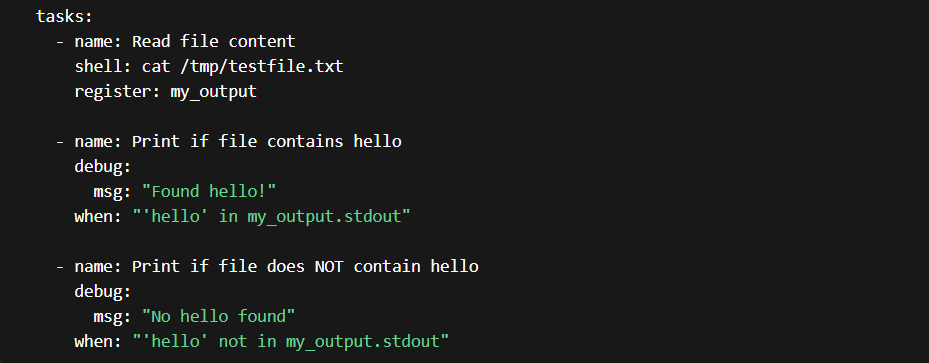 tasks:
  - name: Read file content
    shell: cat /tmp/testfile.txt
    register: my_output

  - name: Print if file contains hello
    debug:
      msg: "Found hello!"
    when: "'hello' in my_output.stdout"

  - name: Print if file does NOT contain hello
    debug:
      msg: "No hello found"
    when: "'hello' not in my_output.stdout"